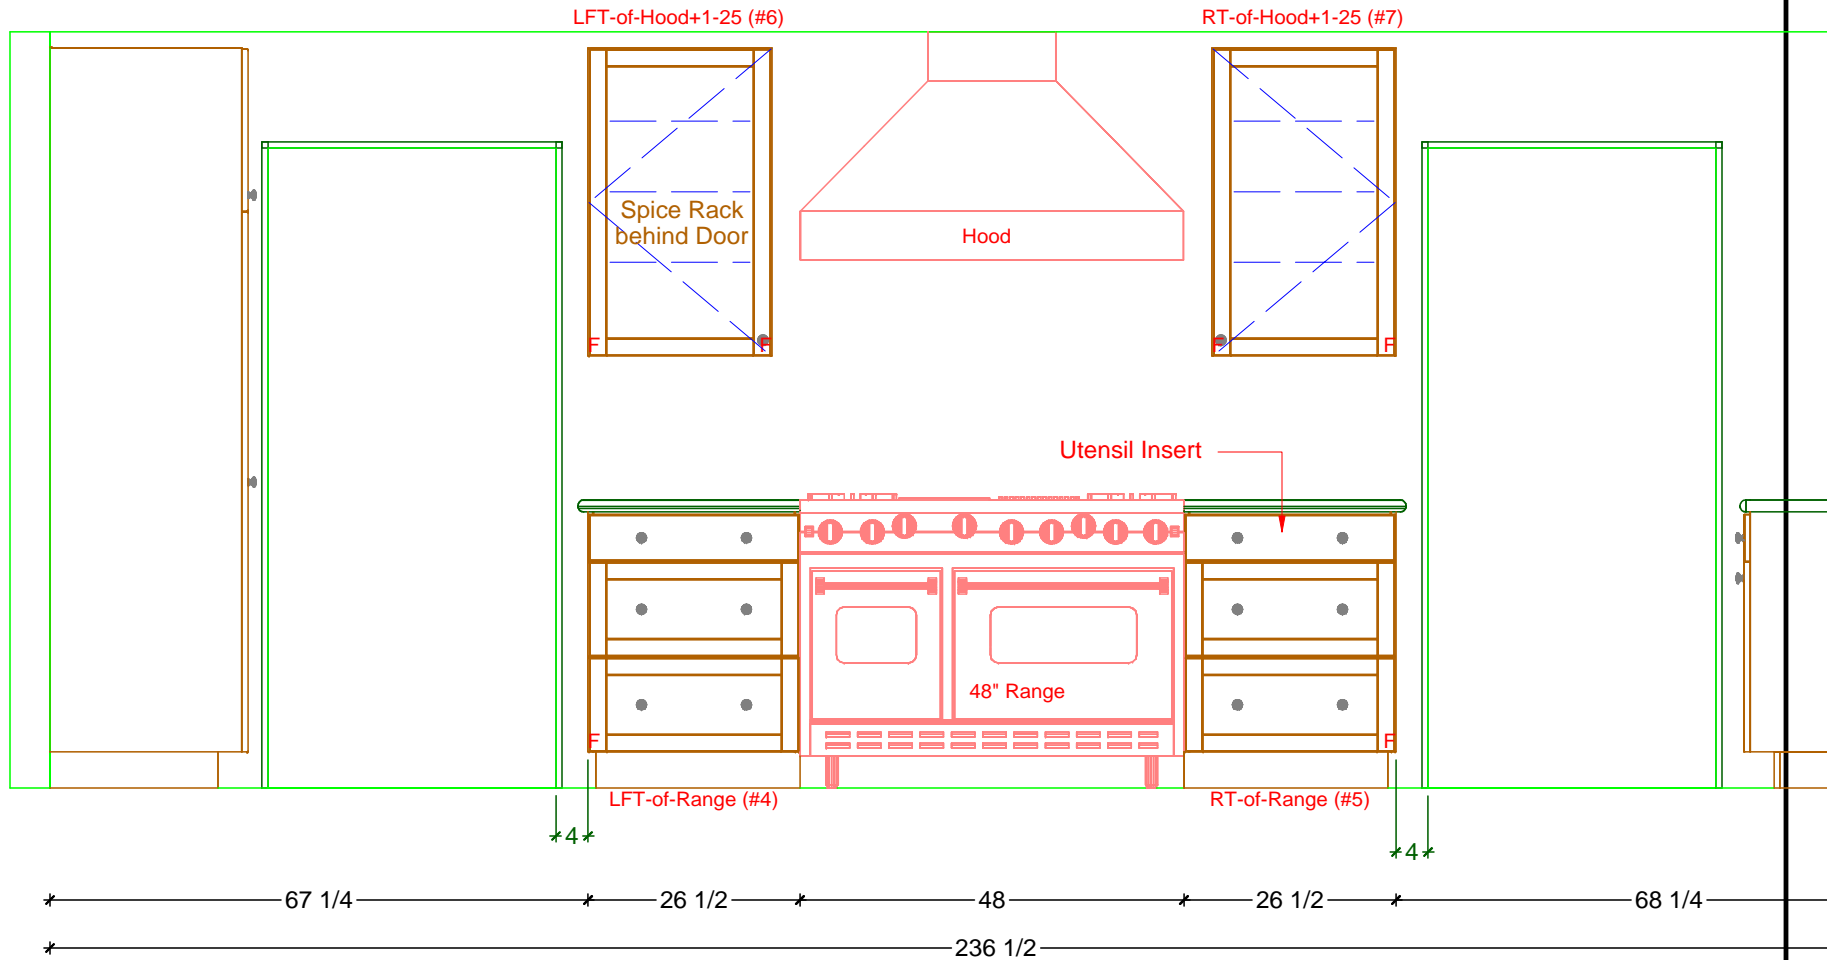 LFT-of-Hood+1-25 (#6)
RT-of-Hood+1-25 (#7)
Spice Rack
behind Door
Hood
F
F
F
F
Utensil Insert
48" Range
F
F
LFT-of-Range (#4)
RT-of-Range (#5)
4
4
67 1/4
26 1/2
48
26 1/2
68 1/4
236 1/2